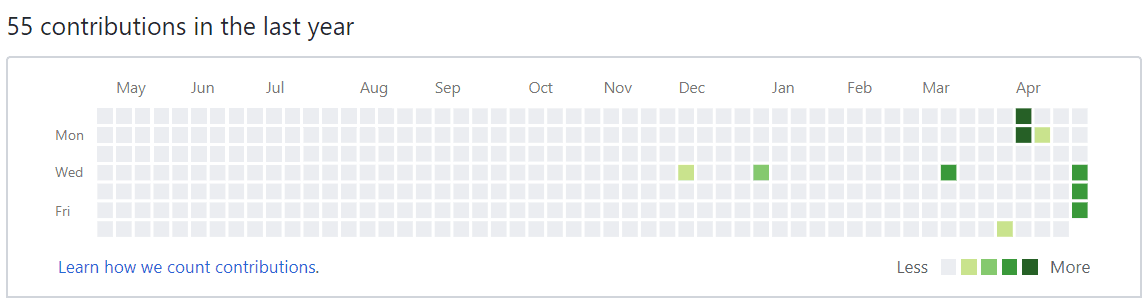 55 contributions in the last year
May Jun Jul Aug Sep Oct Nov Dec Jan Feb Mar Apr
Mon
Wed
Fri
Learn how we count contributions. Less More